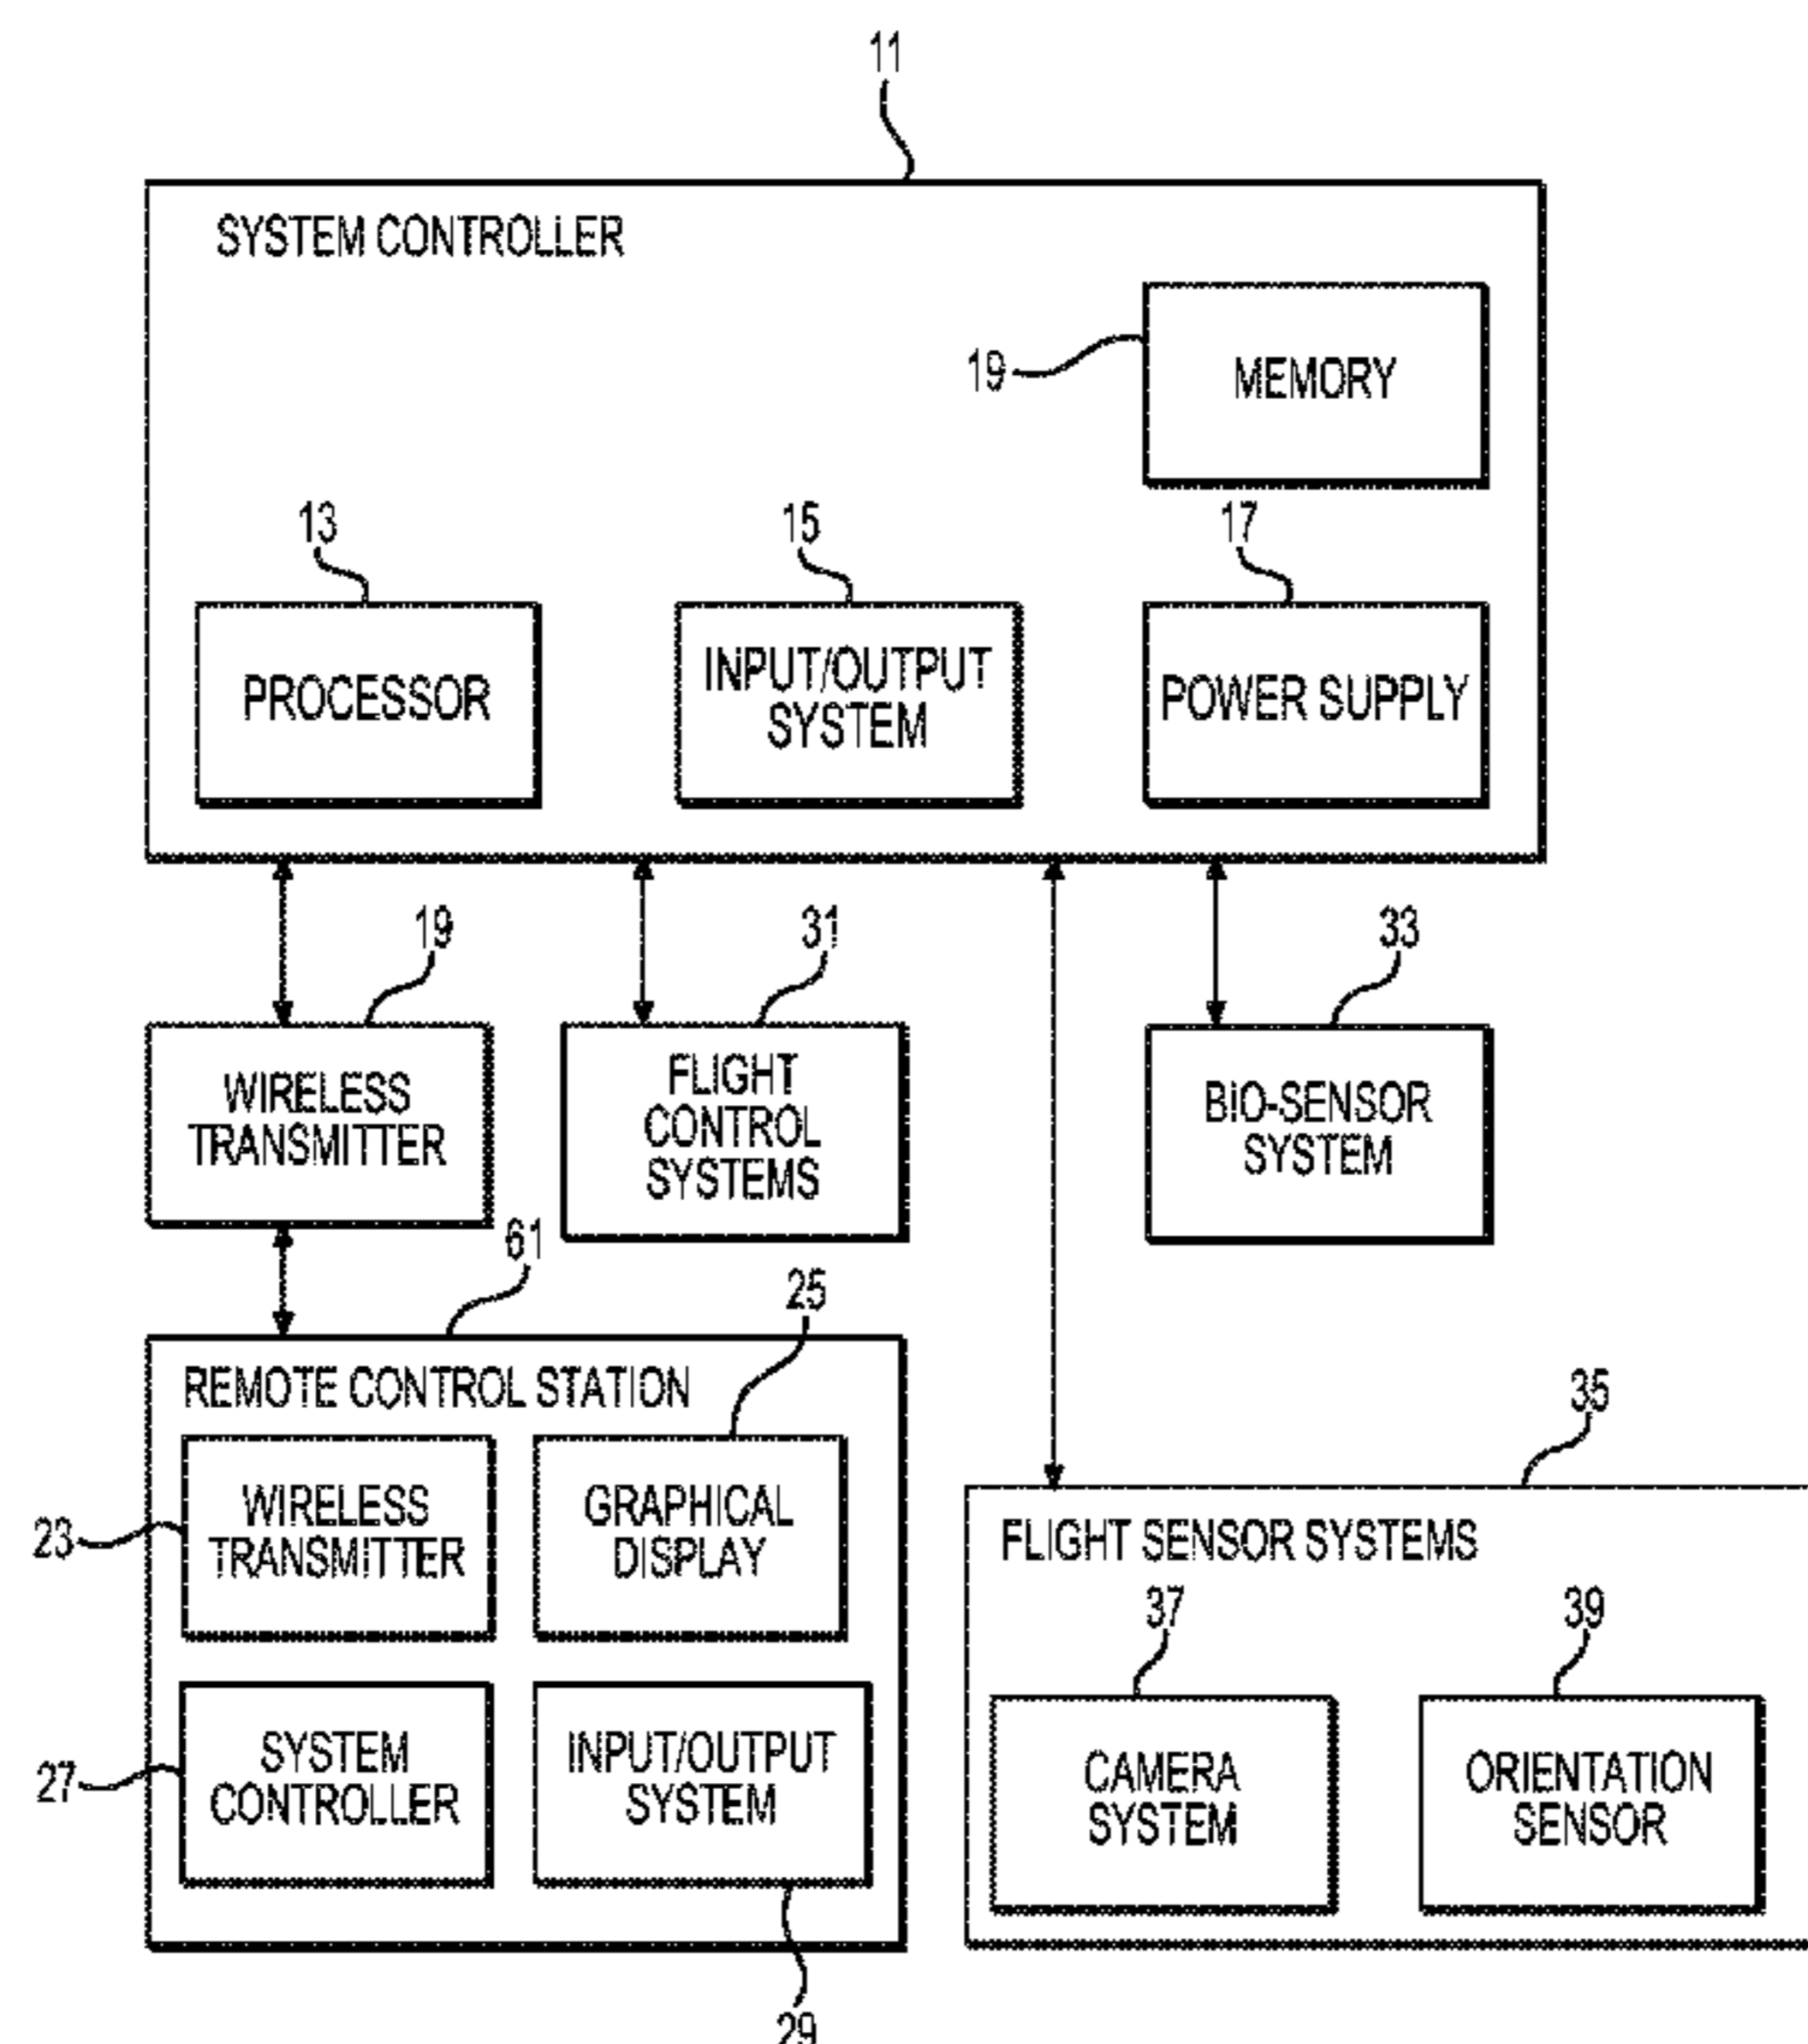 11
SYSTEM CONTROLLER
19
MEMORY
13
15
17
PROCESSOR
INPUT/OUTPUT
SYSTEM
POWER SUPPLY
19
31
33
WIRELESS
TRANSMITTER
FLIGHT
CONTROL
SYSTEMS
BIO-SENSOR
SYSTEM
61
25
REMOTE CONTROL STATION
35
23
WIRELESS
TRANSMITTER
GRAPHICAL
DISPLAY
FLIGHT SENSOR SYSTEMS
37
39
27
SYSTEM
CONTROLLER
INPUT/OUTPUT
SYSTEM
CAMERA
SYSTEM
ORIENTATION
SENSOR
29